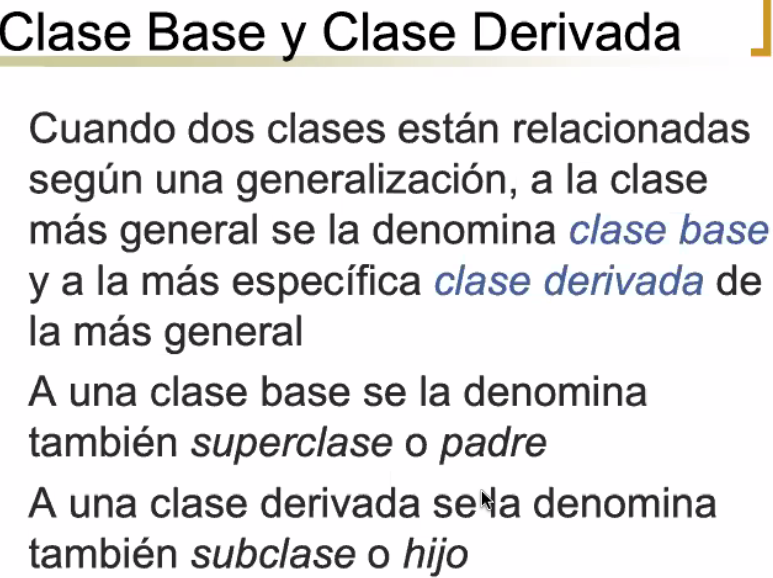 Clase Base y Clase Derivada
Cuando dos clases están relacionadas
según una generalización, a la clase
más general se la denomina clase base
y a la más específica clase derivada de
la más general
A una clase base se la denomina
también superclase o padre
A una clase derivada se la denomina
también subclase o hijo